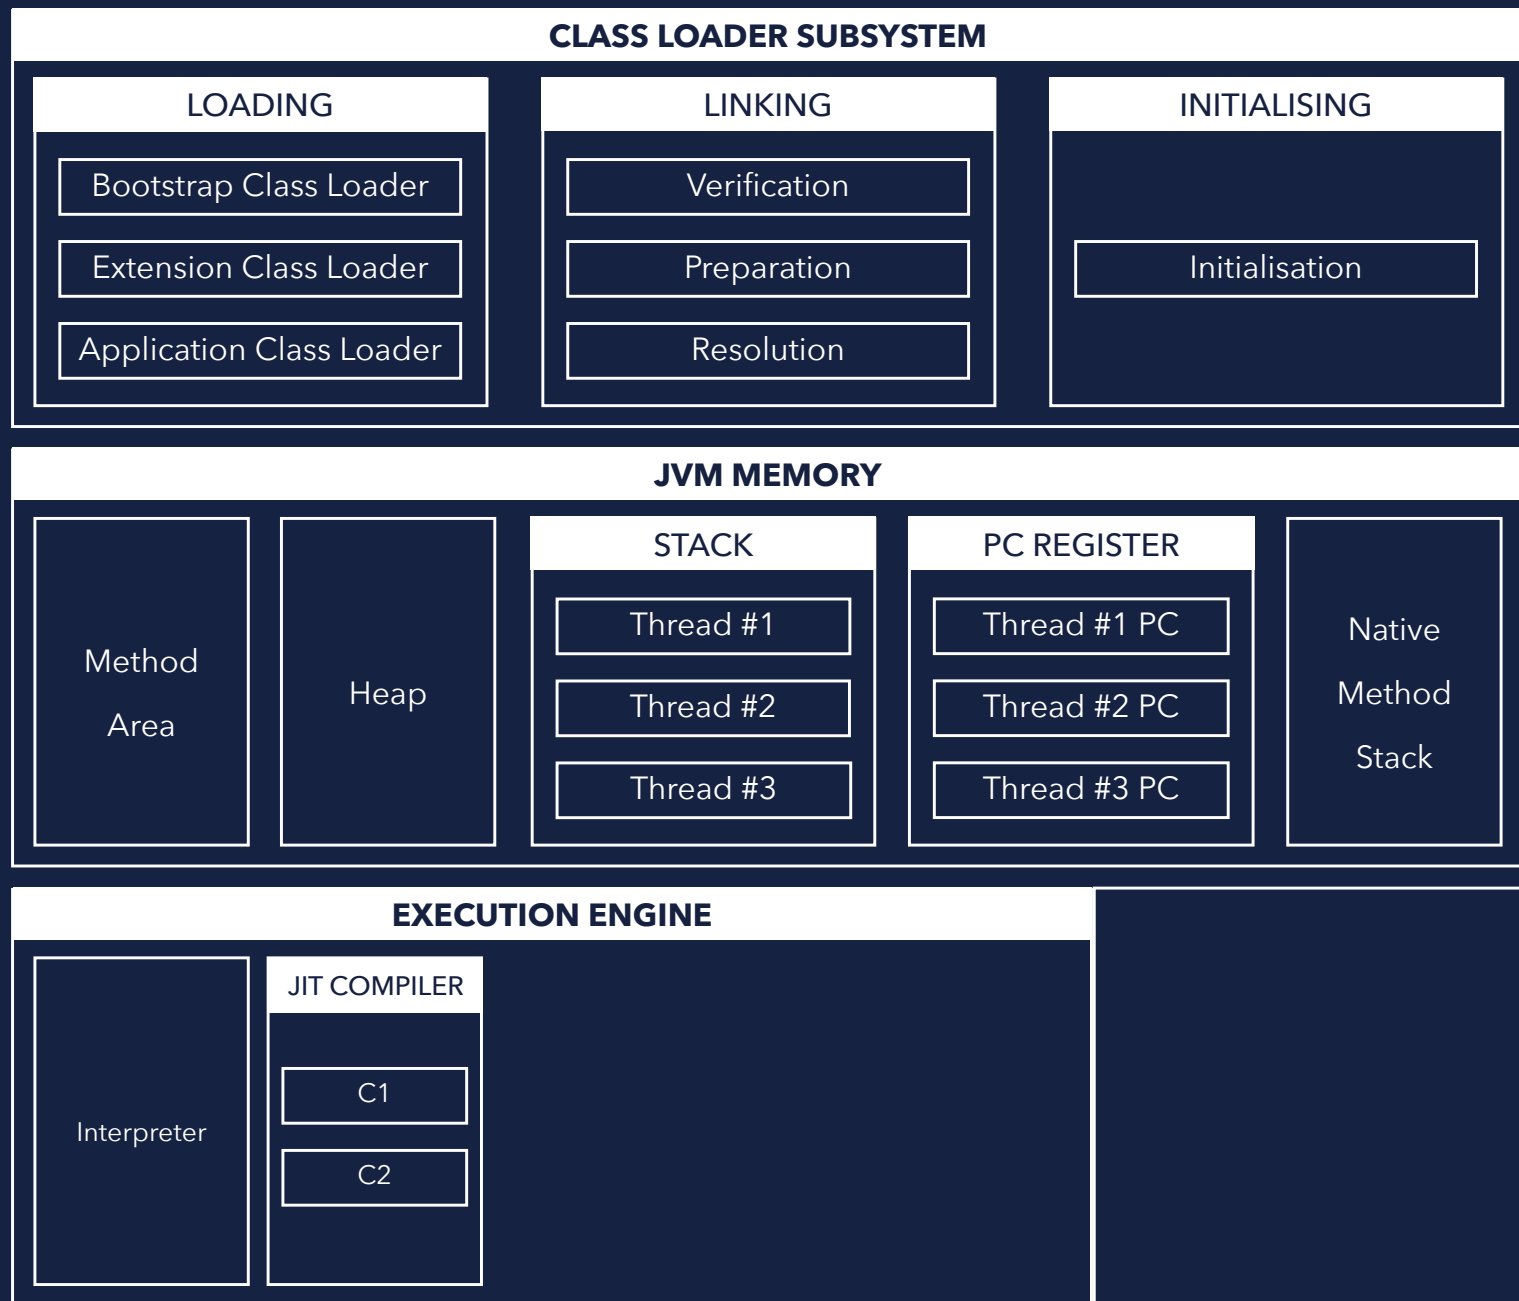 CLASS LOADER SUBSYSTEM
LOADING
Bootstrap Class Loader
Extension Class Loader
Application Class Loader
LINKING
Verification
Preparation
Resolution
INITIALISING
Initialisation
JVM MEMORY
Method
Area
Heap
STACK
Thread #1
Thread #2
Thread #3
PC REGISTER
Thread #1 PC
Thread #2 PC
Thread #3 PC
Native
Method
Stack
EXECUTION ENGINE
Interpreter
JIT COMPILER
C1
C2